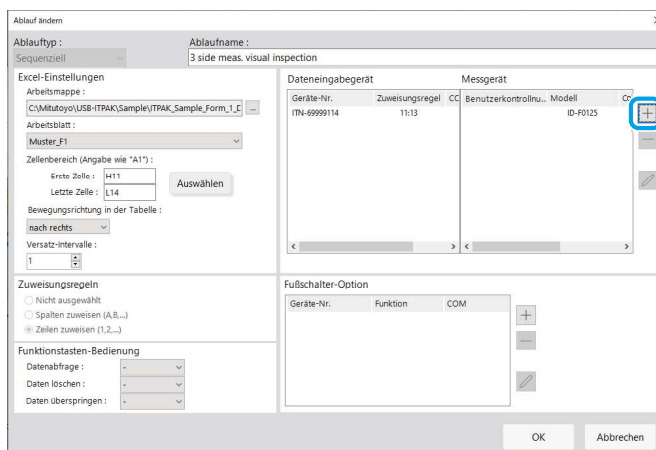 Ablauf ändern
Ablauftyp :
Ablaufname :
Sequenziell
3 side meas. visual inspection
Excel-Einstellungen
Arbeitsmappe :
C:\Mitutoyo\USB-ITPAK\Sample\ITPAK_Sample_Form_1_D
...
Arbeitsblatt :
Muster_F1
Zellenbereich (Angabe wie "A1") :
Erste Zelle : H11
Letzte Zelle : L14
Auswählen
Bewegungsrichtung in der Tabelle :
nach rechts
Versatz-Intervalle :
1
Dateneingabegerät
Messgerät
Geräte-Nr. Zuweisungsregel CC Benutzerkontrollnu... Modell Co
ITN-69999114 11:13 ID-F0125
Zuweisungsregeln
Nicht ausgewählt
Spalten zuweisen (A,B,...)
Zeilen zuweisen (1,2,...)
Funktionstasten-Bedienung
Datenabfrage : -
Daten löschen : -
Daten überspringen : -
Fußschalter-Option
Geräte-Nr. Funktion COM
OK Abbrechen